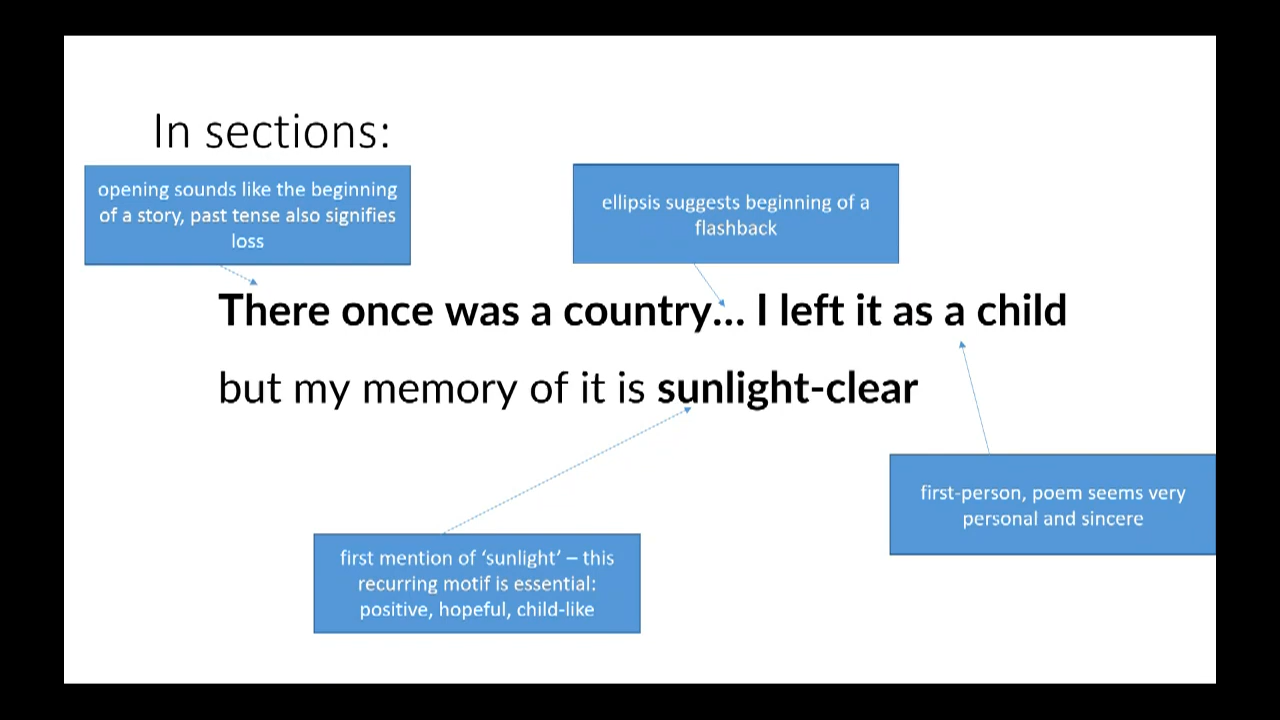 In sections:
opening sounds like the beginning
of a story, past tense also signifies
loss
ellipsis suggests beginning of a
flashback
There once was a country... I left it as a child
but my memory of it is sunlight-clear
first-person, poem seems very
personal and sincere
first mention of ‘sunlight’ – this
recurring motif is essential:
positive, hopeful, child-like